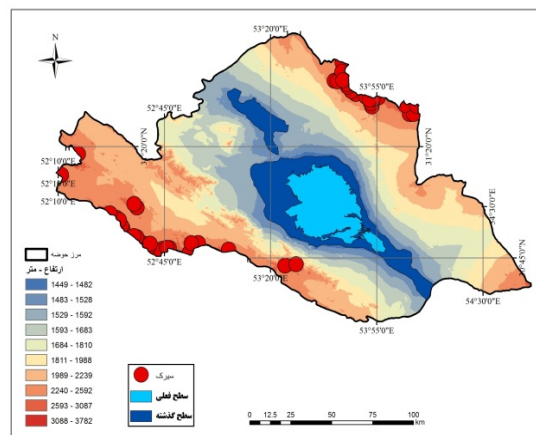 N
53°20'0"E
53°55'0"E
52°45'0"E
31°20'0"N
52°10'0"E
52°10'0"E
52°10'0"E
54°30'0"E
52°45'0"E
53°20'0"E
53°55'0"E
54°30'0"E
30°45'0"N
مرز حوضه
ارتفاع - متر
1449 - 1482
1483 - 1528
1529 - 1592
1593 - 1683
1684 - 1810
1811 - 1988
1989 - 2239
2240 - 2592
2593 - 3087
3088 - 3782
سیرک
سطح فعلی
سطح گذشته
0 12.5 25 50 75 100
km